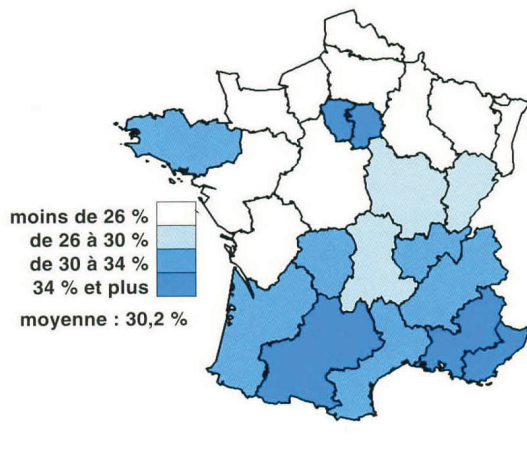 moins de 26 %
de 26 à 30 %
de 30 à 34 %
34 % et plus
moyenne : 30,2 %